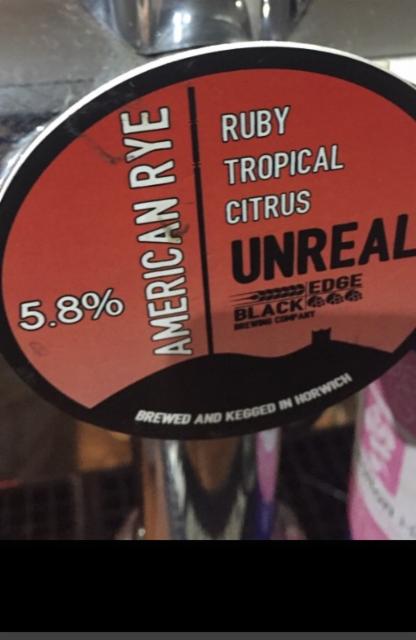 5.8%
AMERICAN RYE
RUBY
TROPICAL
CITRUS
UNREAL
BLACK EDGE
BREWING COMPANY
BREWED AND KEGGED IN HORWICH